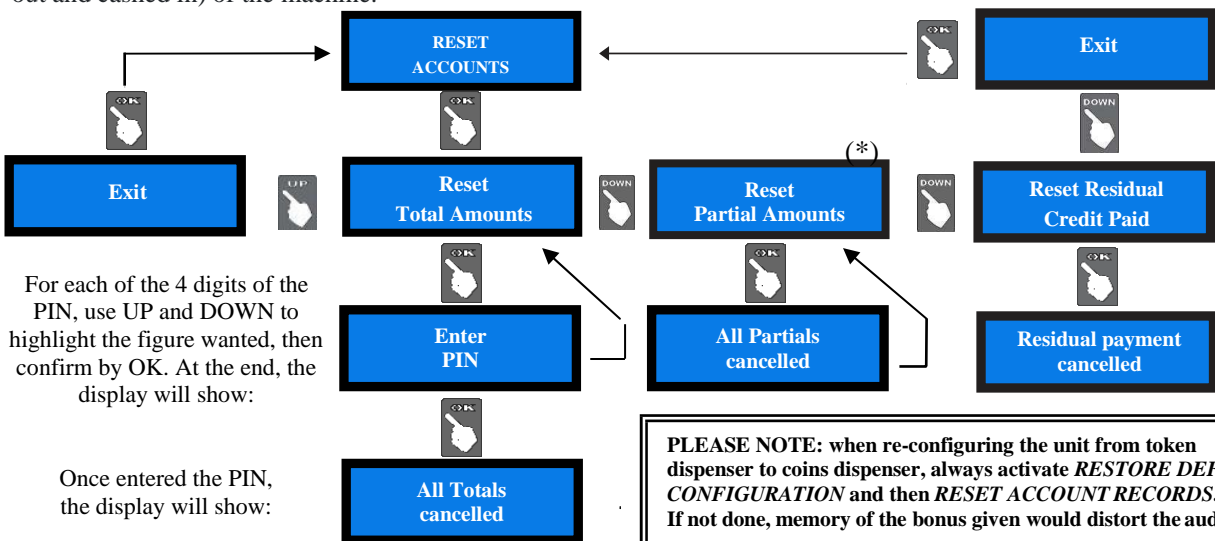 out and cashed in) of the machine.
RESET
ACCOUNTS
OK
Exit
OK
OK
DOWN
Exit
UP
Reset
Total Amounts
DOWN
(*)
Reset
Partial Amounts
DOWN
Reset Residual
Credit Paid
OK
OK
OK
For each of the 4 digits of the
PIN, use UP and DOWN to
highlight the figure wanted, then
confirm by OK. At the end, the
display will show:
Enter
PIN
All Partials
cancelled
Residual payment
cancelled
OK
Once entered the PIN,
the display will show:
All Totals
cancelled
PLEASE NOTE: when re-configuring the unit from token
dispenser to coins dispenser, always activate RESTORE DEF
CONFIGURATION and then RESET ACCOUNT RECORDS.
If not done, memory of the bonus given would distort the aud